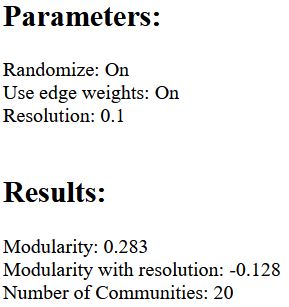 Parameters:
Randomize: On
Use edge weights: On
Resolution: 0.1
Results:
Modularity: 0.283
Modularity with resolution: -0.128
Number of Communities: 20